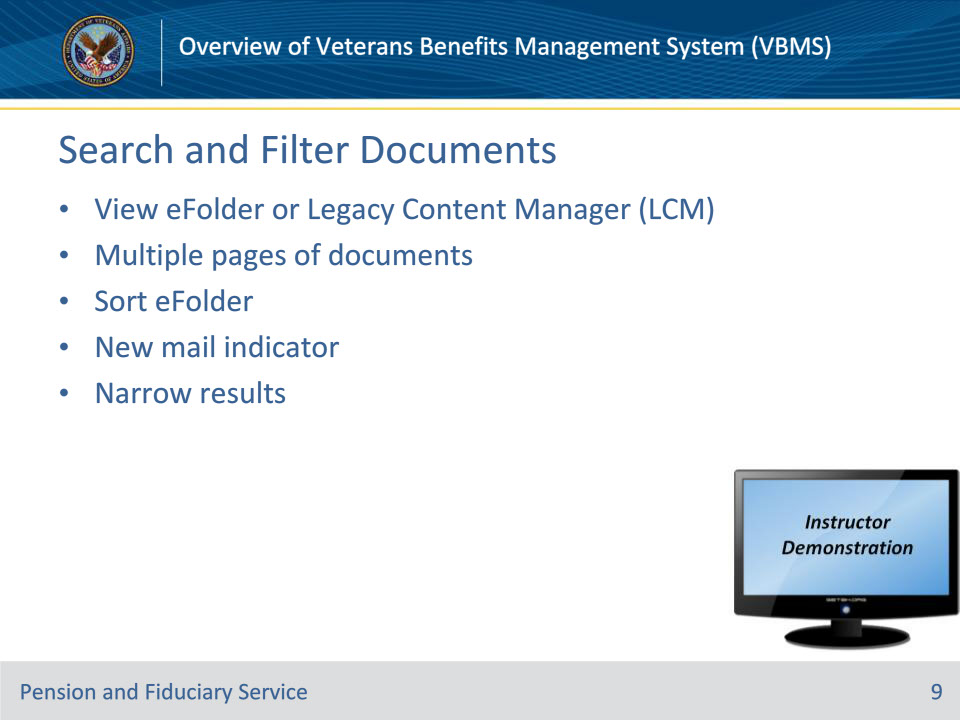 Overview of Veterans Benefits Management System (VBMS)
Search and Filter Documents
• View eFolder or Legacy Content Manager (LCM)
• Multiple pages of documents
• Sort eFolder
• New mail indicator
• Narrow results
Instructor
Demonstration
Pension and Fiduciary Service
9